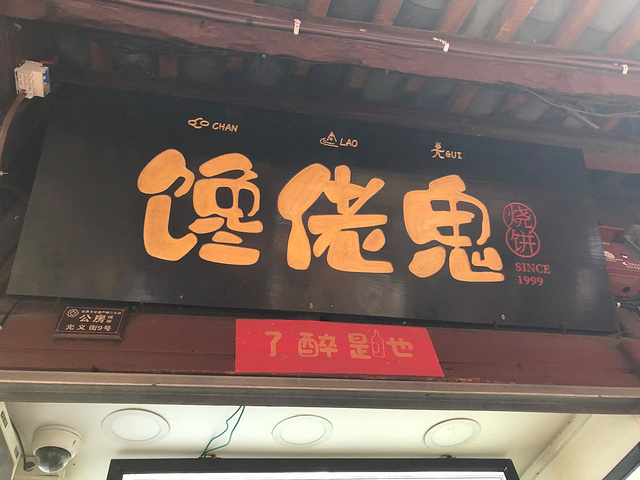 CHAN LAO GUI
馋佬鬼
烧饼
SINCE
1999
公房
光义街9号
了醉是也